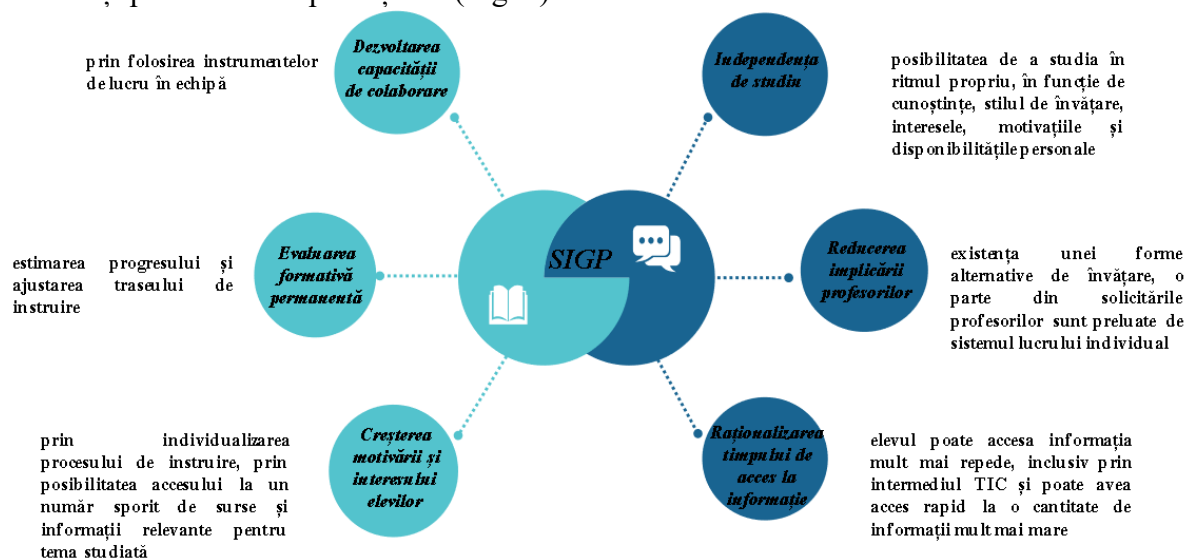 Dezvoltarea
capacității
de colaborare
prin folosirea instrumentelor
de lucru în echipă
Independența
de studiu
posibilitatea de a studia în
ritmul propriu, în funcție de
cunoștințe, stilul de învățare,
interesele, motivațiile și
disponibilitățile personale
Evaluarea
formativă
permanentă
estimarea progresului și
ajustarea traseului de
instruire
SIGP
Reducerea
implicării
profesorilor
existența unei forme
alternative de învățare, o
parte din solicitările
profesorilor sunt preluate de
sistemul lucrului individual
Creșterea
motivării și
interesului
elevilor
prin individualizarea
procesului de instruire, prin
posibilitatea accesului la un
număr sporit de surse și
informații relevante pentru
tema studiată
Raționalizarea
timpului de
acces la
informație
elevul poate accesa informația
mult mai repede, inclusiv prin
intermediul TIC și poate avea
acces rapid la o cantitate de
informații mult mai mare